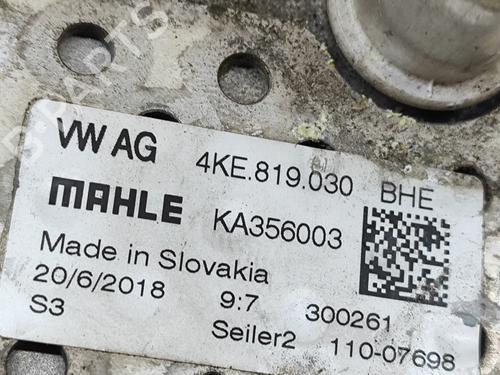 VW AG 4KE.819.030 BHE
MAHLE KA356003
Made in Slovakia
20/6/2018 9:7 300261
S3 Seiler2 110-07698